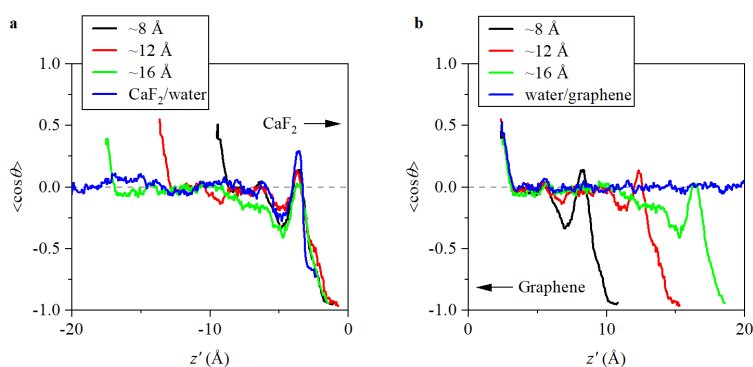 a
~8 Å
~12 Å
~16 Å
CaF₂/water
CaF₂
<cosθ>
1.0
0.5
0.0
-0.5
-1.0
-20
-10
0
z′ (Å)
b
~8 Å
~12 Å
~16 Å
water/graphene
Graphene
<cosθ>
1.0
0.5
0.0
-0.5
-1.0
0
10
20
z′ (Å)